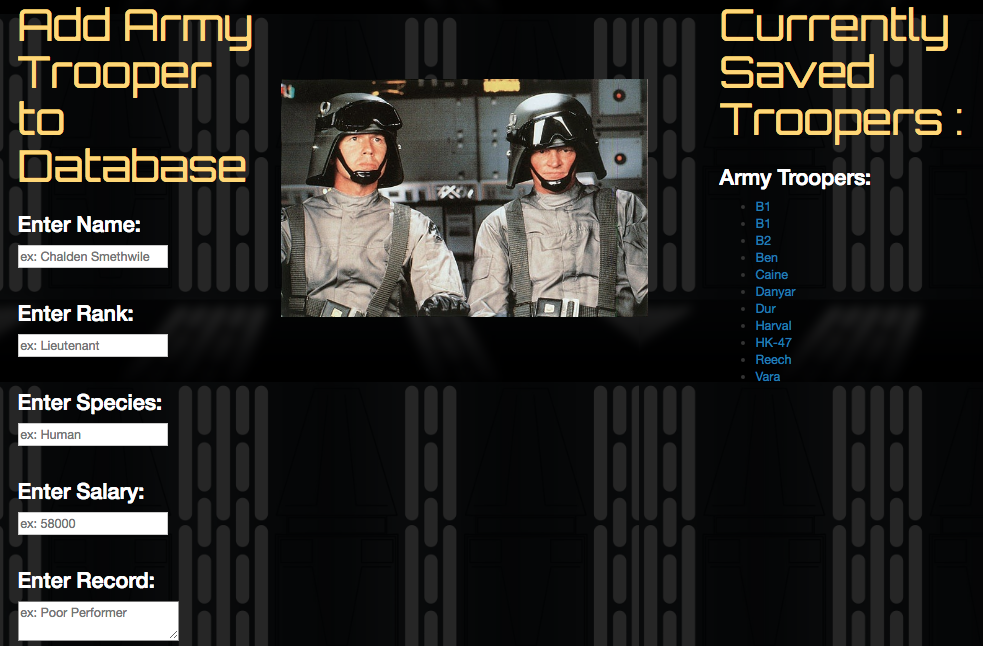 Add Army
Trooper
to
Database
Enter Name:
ex: Chalden Smethwile
Enter Rank:
ex: Lieutenant
Enter Species:
ex: Human
Enter Salary:
ex: 58000
Enter Record:
ex: Poor Performer
Currently
Saved
Troopers :
Army Troopers:
B1
B1
B2
Ben
Caine
Danyar
Dur
Harval
HK-47
Reech
Vara